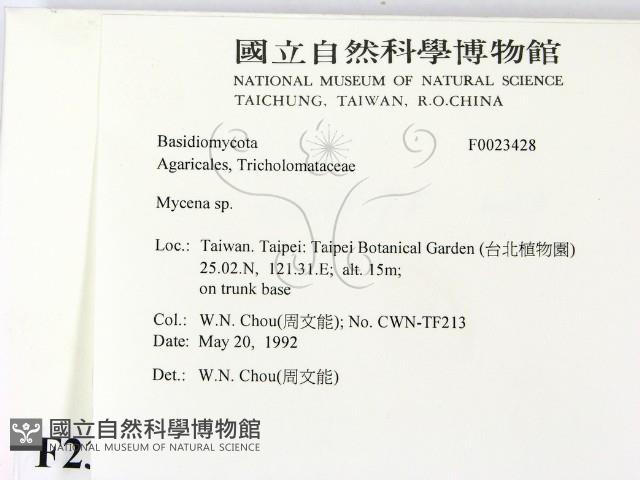 國立自然科學博物館
NATIONAL MUSEUM OF NATURAL SCIENCE
TAICHUNG, TAIWAN, R.O.CHINA
Basidiomycota F0023428
Agaricales, Tricholomataceae
Mycena sp.
Loc.: Taiwan. Taipei: Taipei Botanical Garden (台北植物園)
25.02.N, 121.31.E; alt. 15m;
on trunk base
Col.: W.N. Chou(周文能); No. CWN-TF213
Date: May 20, 1992
Det.: W.N. Chou(周文能)
國立自然科學博物館
NATIONAL MUSEUM OF NATURAL SCIENCE